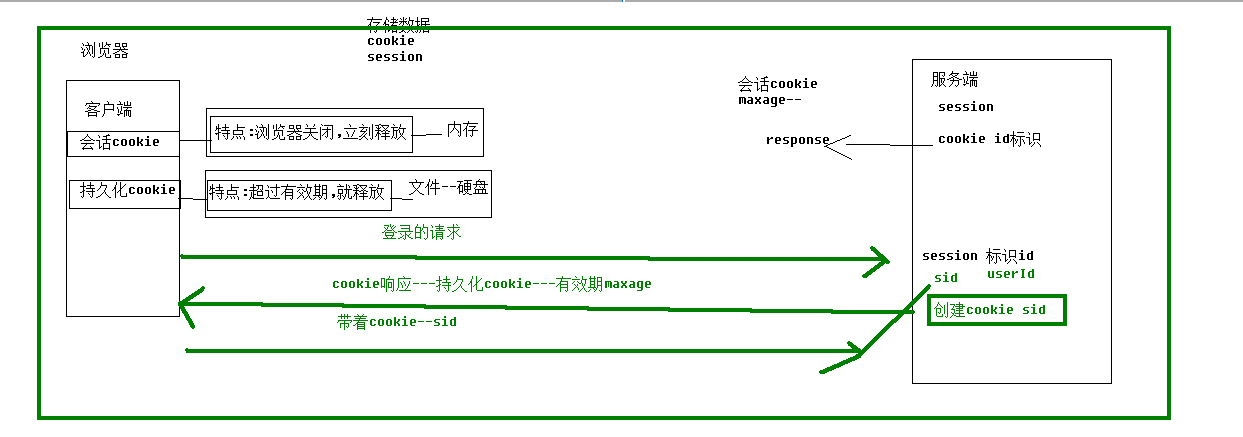 存储数据
cookie
session
浏览器
客户端
会话cookie
特点:浏览器关闭,立刻释放
内存
持久化cookie
特点:超过有效期,就释放
文件--硬盘
会话cookie
maxage--
response
服务端
session
cookie id标识
登录的请求
session 标识id
sid
userId
cookie响应---持久化cookie---有效期maxage
创建cookie sid
带着cookie--sid